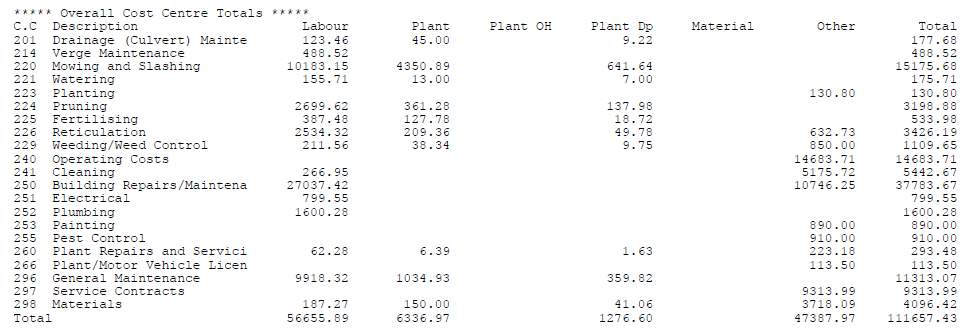 ***** Overall Cost Centre Totals *****
C.C Description Labour Plant Plant OH Plant Dp Material Other Total
201 Drainage (Culvert) Mainte 123.46 45.00 9.22 177.68
214 Verge Maintenance 488.52 488.52
220 Mowing and Slashing 10183.15 4350.89 641.64 15175.68
221 Watering 155.71 13.00 7.00 175.71
223 Planting 130.80 130.80
224 Pruning 2699.62 361.28 137.98 3198.88
225 Fertilising 387.48 127.78 18.72 533.98
226 Reticulation 2534.32 209.36 49.78 632.73 3426.19
229 Weeding/Weed Control 211.56 38.34 9.75 850.00 1109.65
240 Operating Costs 14683.71 14683.71
241 Cleaning 266.95 5175.72 5442.67
250 Building Repairs/Maintena 27037.42 10746.25 37783.67
251 Electrical 799.55 799.55
252 Plumbing 1600.28 1600.28
253 Painting 890.00 890.00
255 Pest Control 910.00 910.00
260 Plant Repairs and Servici 62.28 6.39 1.63 223.18 293.48
266 Plant/Motor Vehicle Licen 113.50 113.50
296 General Maintenance 9918.32 1034.93 359.82 11313.07
297 Service Contracts 9313.99 9313.99
298 Materials 187.27 150.00 41.06 3718.09 4096.42
Total 56655.89 6336.97 1276.60 47387.97 111657.43